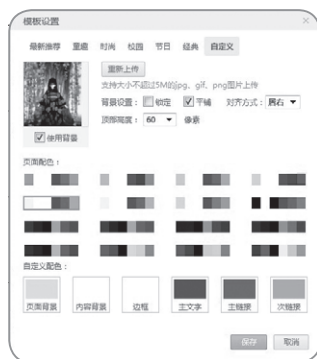 模板设置
最新推荐 重磅 时尚 校园 节日 经典 自定义
重新上传
支持大小不超过5M的jpg、gif、png图片上传
背景设置： 锁定 平铺 对齐方式： 居右
顶部高度： 60 像素
使用背景
页面配色：
自定义配色：
页面背景 内容背景 边框 主文字 主链接 次链接
保存 取消